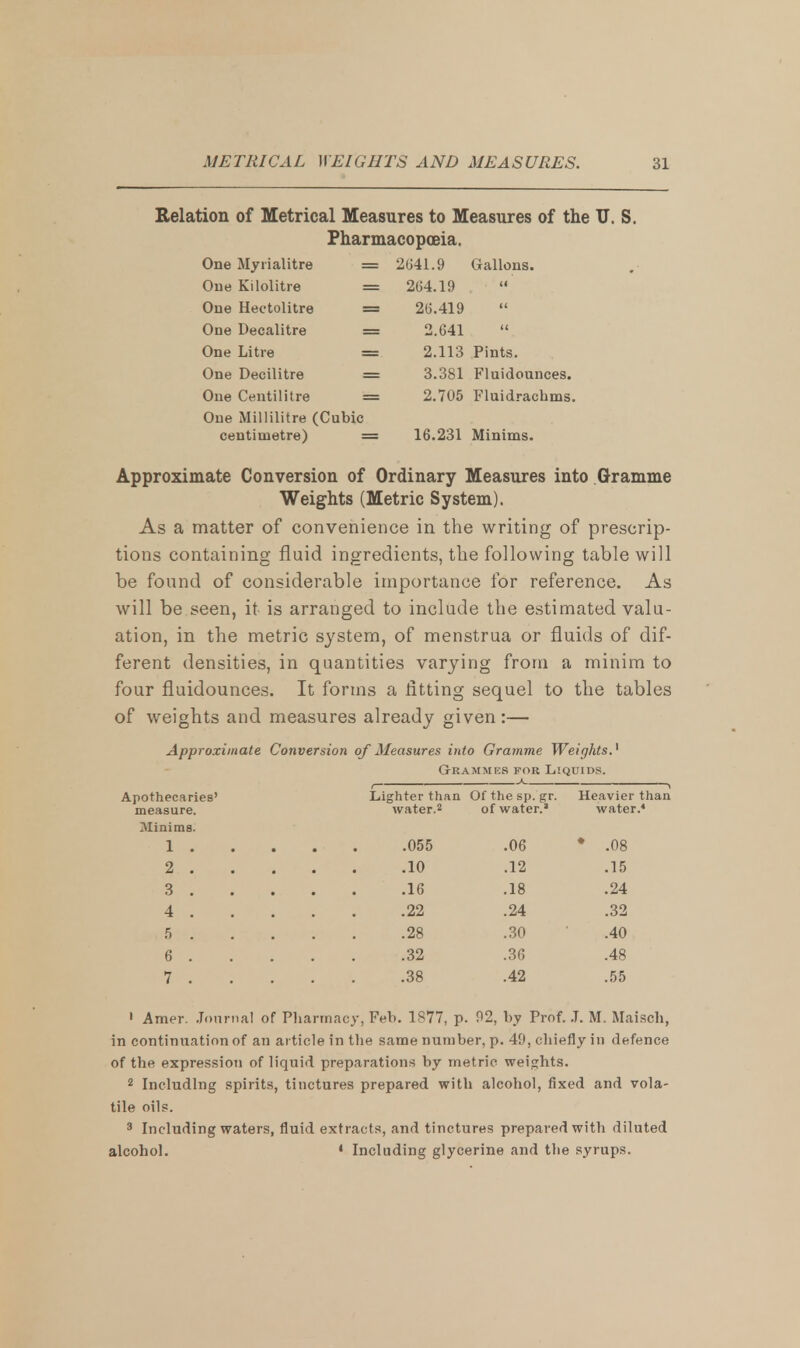 METRICAL WEIGHTS AND MEASURES. 31
Relation of Metrical Measures to Measures of the U. S.
Pharmacopœia.
One Myrialitre = 2641.9 Gallons.
One Kilolitre = 264.19 “
One Hectolitre = 26.419 “
One Decalitre = 2.641 “
One Litre = 2.113 Pints.
One Decilitre = 3.381 Fluidounces.
One Centilitre = 2.705 Fluidrachms.
One Millilitre (Cubic
centimetre) = 16.231 Minims.
Approximate Conversion of Ordinary Measures into Gramme
Weights (Metric System).
As a matter of convenience in the writing of prescrip-
tions containing fluid ingredients, the following table will
be found of considerable importance for reference. As
will be seen, it is arranged to include the estimated valu-
ation, in the metric system, of menstrua or fluids of dif-
ferent densities, in quantities varying from a minim to
four fluidounces. It forms a fitting sequel to the tables
of weights and measures already given :—
Approximate Conversion of Measures into Gramme Weights.¹
Grammes for Liquids.
Apothecaries’ Lighter than Of the sp. gr. Heavier than
measure. water.² of water.³ water.⁴
Minims.
1 . . . . . .055 .06 .08
2 . . . . . .10 .12 .15
3 . . . . . .16 .18 .24
4 . . . . . .22 .24 .32
5 . . . . . .28 .30 .40
6 . . . . . .32 .36 .48
7 . . . . . .38 .42 .55
¹ Amer. Journal of Pharmacy, Feb. 1877, p. 92, by Prof. J. M. Maisch,
in continuation of an article in the same number, p. 49, chiefly in defence
of the expression of liquid preparations by metric weights.
² Including spirits, tinctures prepared with alcohol, fixed and vola-
tile oils.
³ Including waters, fluid extracts, and tinctures prepared with diluted
alcohol. ⁴ Including glycerine and the syrups.